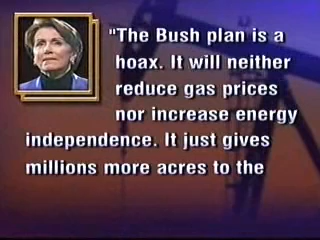 "The Bush plan is a
hoax. It will neither
reduce gas prices
nor increase energy
independence. It just gives
millions more acres to the